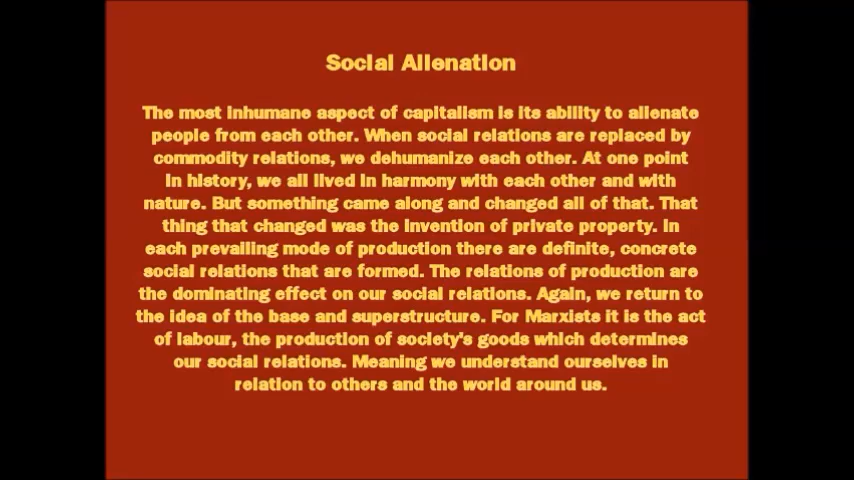 Social Alienation
The most inhumane aspect of capitalism is its ability to alienate
people from each other. When social relations are replaced by
commodity relations, we dehumanize each other. At one point
in history, we all lived in harmony with each other and with
nature. But something came along and changed all of that. That
thing that changed was the invention of private property. In
each prevailing mode of production there are definite, concrete
social relations that are formed. The relations of production are
the dominating effect on our social relations. Again, we return to
the idea of the base and superstructure. For Marxists it is the act
of labour, the production of society's goods which determines
our social relations. Meaning we understand ourselves in
relation to others and the world around us.